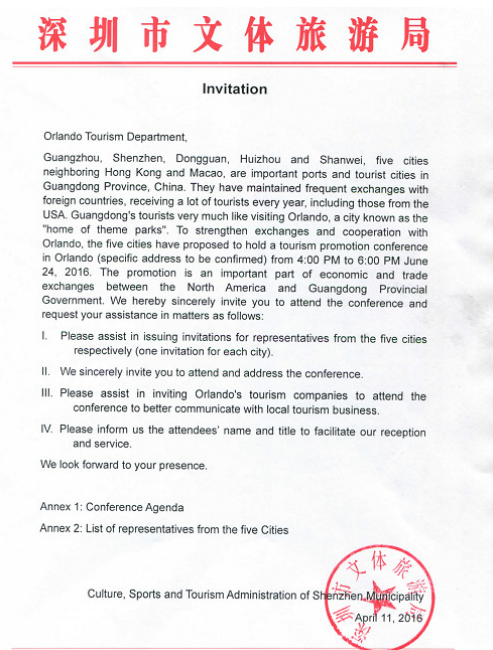 深圳市文体旅游局
Invitation
Orlando Tourism Department,
Guangzhou, Shenzhen, Dongguan, Huizhou and Shanwei, five cities
neighboring Hong Kong and Macao, are important ports and tourist cities in
Guangdong Province, China. They have maintained frequent exchanges with
foreign countries, receiving a lot of tourists every year, including those from the
USA. Guangdong's tourists very much like visiting Orlando, a city known as the
"home of theme parks". To strengthen exchanges and cooperation with
Orlando, the five cities have proposed to hold a tourism promotion conference
in Orlando (specific address to be confirmed) from 4:00 PM to 6:00 PM June
24, 2016. The promotion is an important part of economic and trade
exchanges between the North America and Guangdong Provincial
Government. We hereby sincerely invite you to attend the conference and
request your assistance in matters as follows:
I. Please assist in issuing invitations for representatives from the five cities
respectively (one invitation for each city).
II. We sincerely invite you to attend and address the conference.
III. Please assist in inviting Orlando's tourism companies to attend the
conference to better communicate with local tourism business.
IV. Please inform us the attendees' name and title to facilitate our reception
and service.
We look forward to your presence.
Annex 1: Conference Agenda
Annex 2: List of representatives from the five Cities
Culture, Sports and Tourism Administration of Shenzhen Municipality
April 11, 2016
深圳市文体旅游局